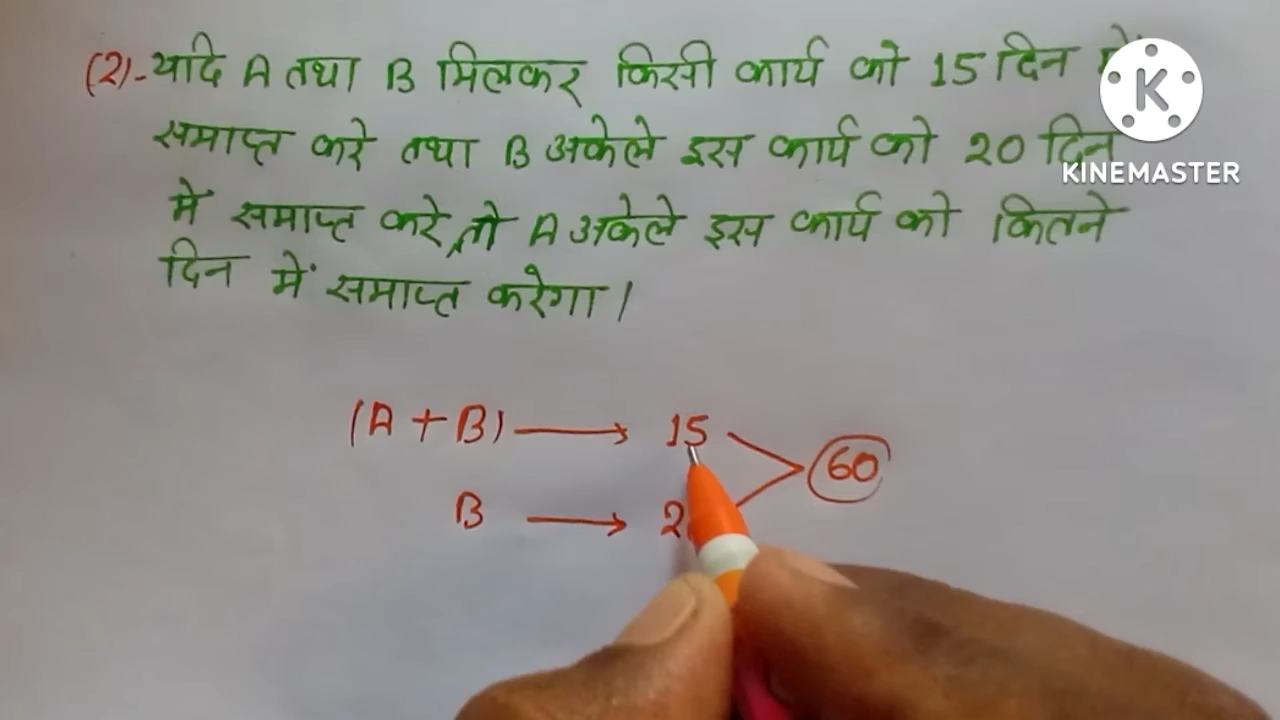 (2)- यदि A तथा B मिलकर किसी कार्य को 15 दिन में
समाप्त करे तथा B अकेले इस कार्य को 20 दिन
में समाप्त करे, तो A अकेले इस कार्य को कितने
दिन में समाप्त करेगा।
K
KINEMASTER
(A + B) → 15
60
B → 2